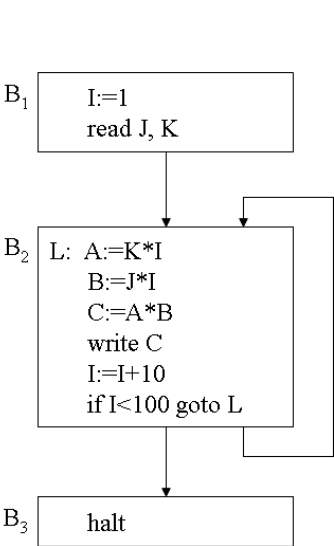 B1
I:=1
read J, K
B2
L: A:=K*I
B:=J*I
C:=A*B
write C
I:=I+10
if I<100 goto L
B3
halt